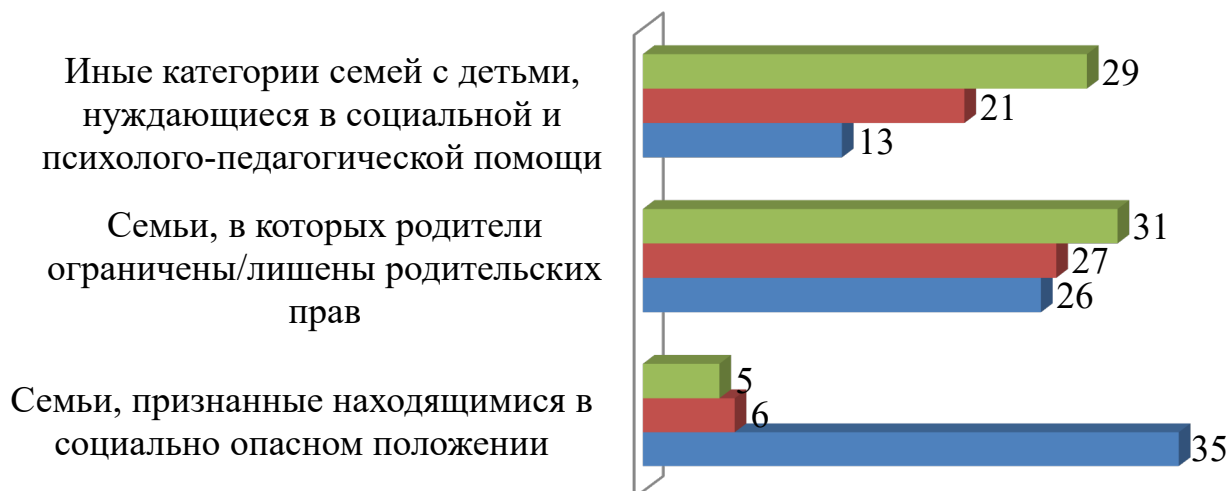 Иные категории семей с детьми,
нуждающиеся в социальной и
психолого-педагогической помощи
29
21
13
Семьи, в которых родители
ограничены/лишены родительских
прав
31
27
26
Семьи, признанные находящимися в
социально опасном положении
5
6
35